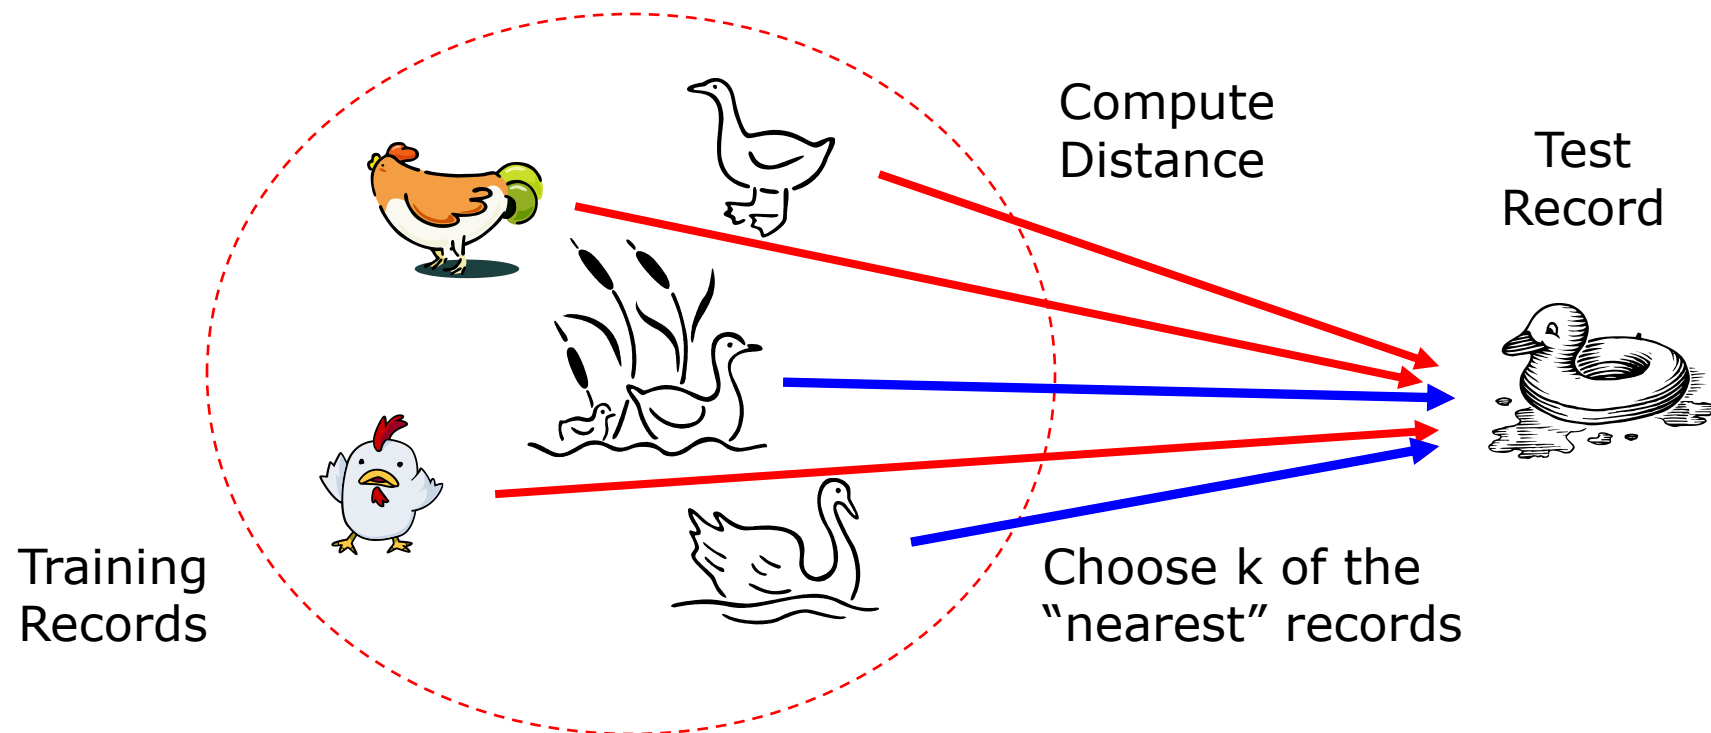 Compute
Distance
Test
Record
Training
Records
Choose k of the
“nearest” records